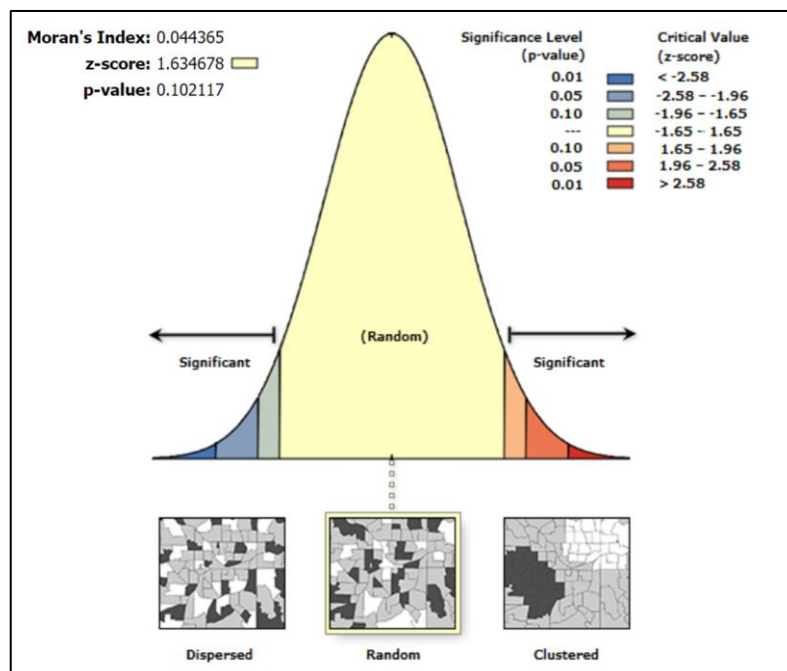 Moran's Index: 0.044365
z-score: 1.634678
p-value: 0.102117
Significance Level
(p-value)
Critical Value
(z-score)
0.01 < -2.58
0.05 -2.58 – -1.96
0.10 -1.96 – -1.65
--- -1.65 – 1.65
0.10 1.65 – 1.96
0.05 1.96 – 2.58
0.01 > 2.58
(Random)
Significant
Significant
Dispersed
Random
Clustered